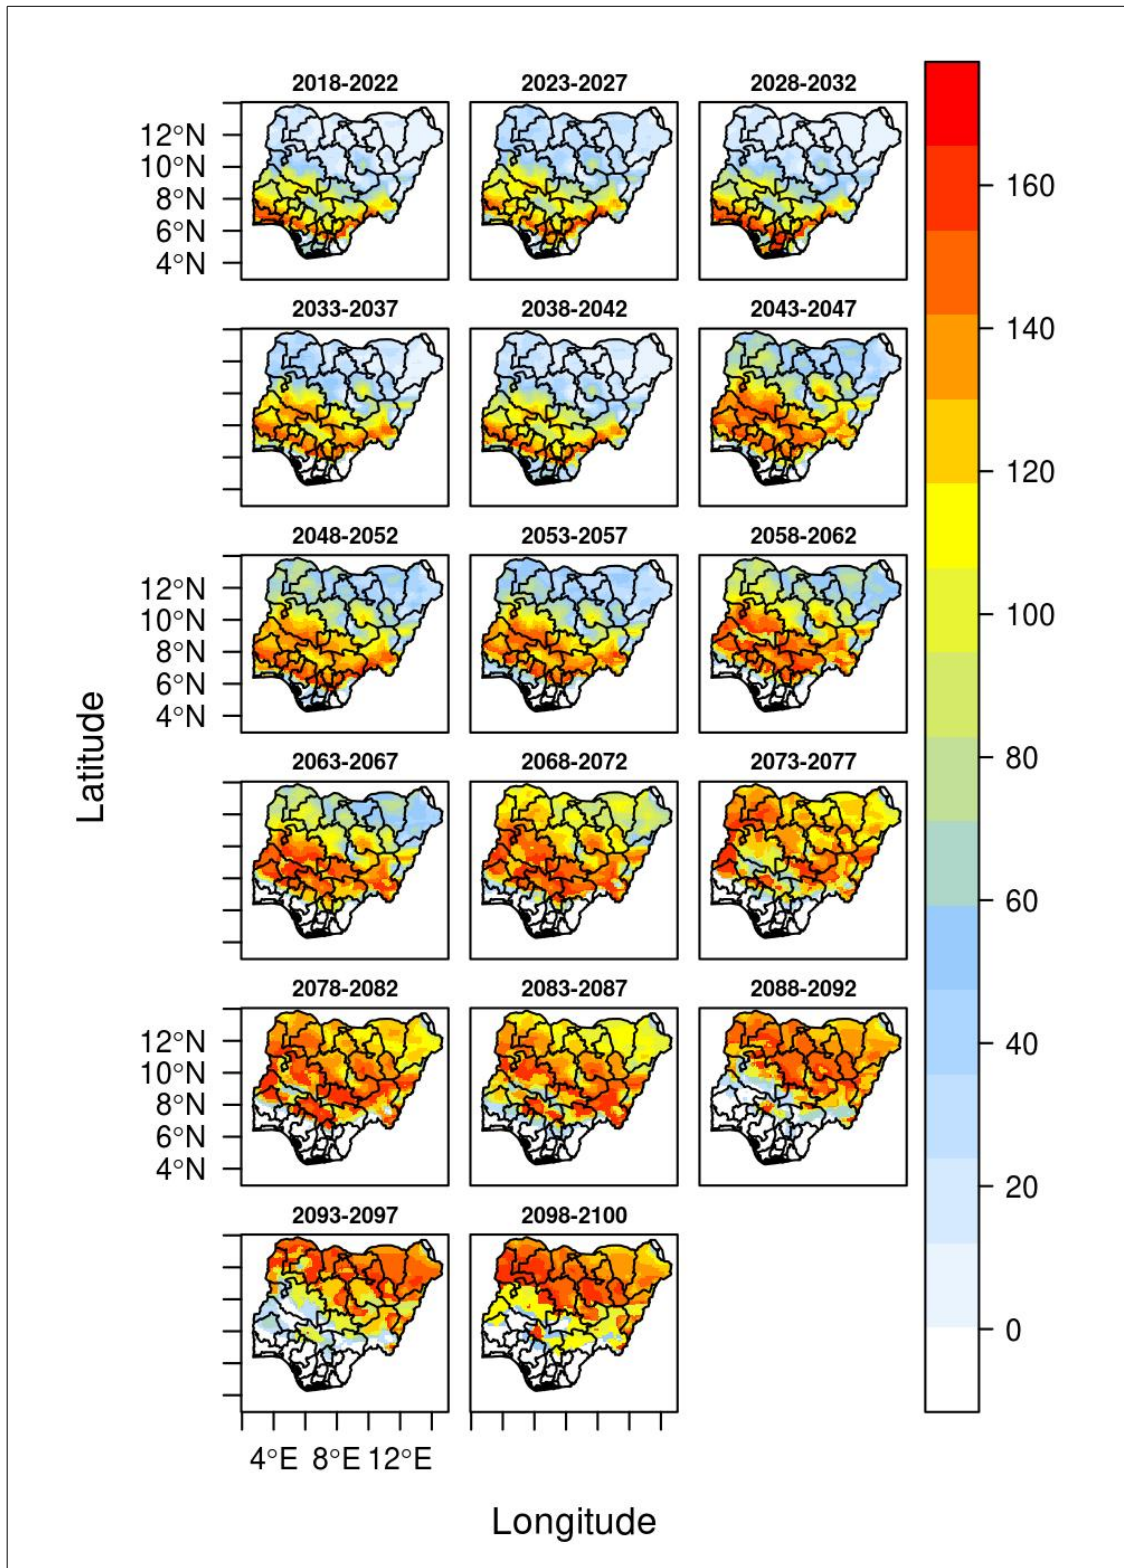 2018-2022 2023-2027 2028-2032
12°N
10°N
8°N
6°N
4°N
2033-2037 2038-2042 2043-2047
2048-2052 2053-2057 2058-2062
12°N
10°N
8°N
6°N
4°N
2063-2067 2068-2072 2073-2077
2078-2082 2083-2087 2088-2092
12°N
10°N
8°N
6°N
4°N
2093-2097 2098-2100
4°E 8°E 12°E
Latitude
Longitude
160
140
120
100
80
60
40
20
0